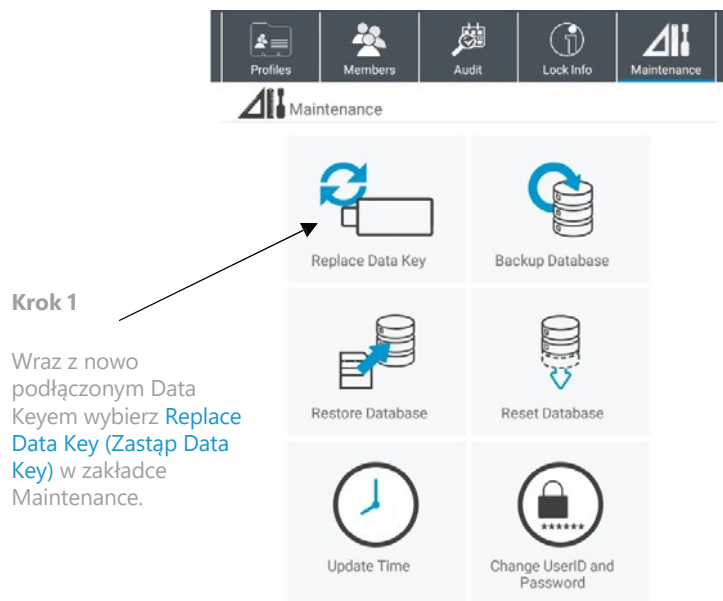 Profiles
Members
Audit
Lock Info
Maintenance
Maintenance
Replace Data Key
Backup Database
Krok 1
Wraz z nowo
podłączonym Data
Keyem wybierz Replace
Data Key (Zastąp Data
Key) w zakładce
Maintenance.
Restore Database
Reset Database
******
Update Time
Change UserID and
Password